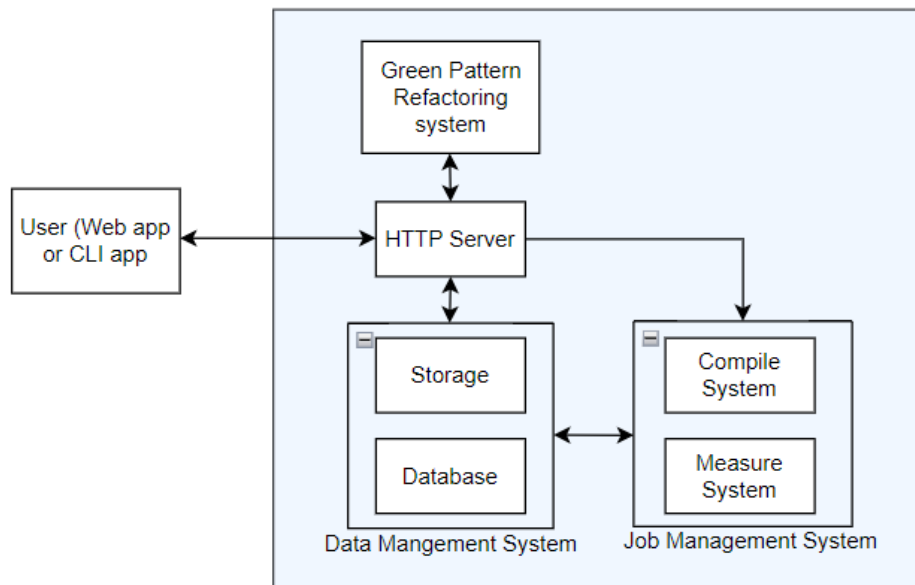 Green Pattern
Refactoring
system
User (Web app
or CLI app
HTTP Server
Storage
Database
Data Mangement System
Compile
System
Measure
System
Job Management System